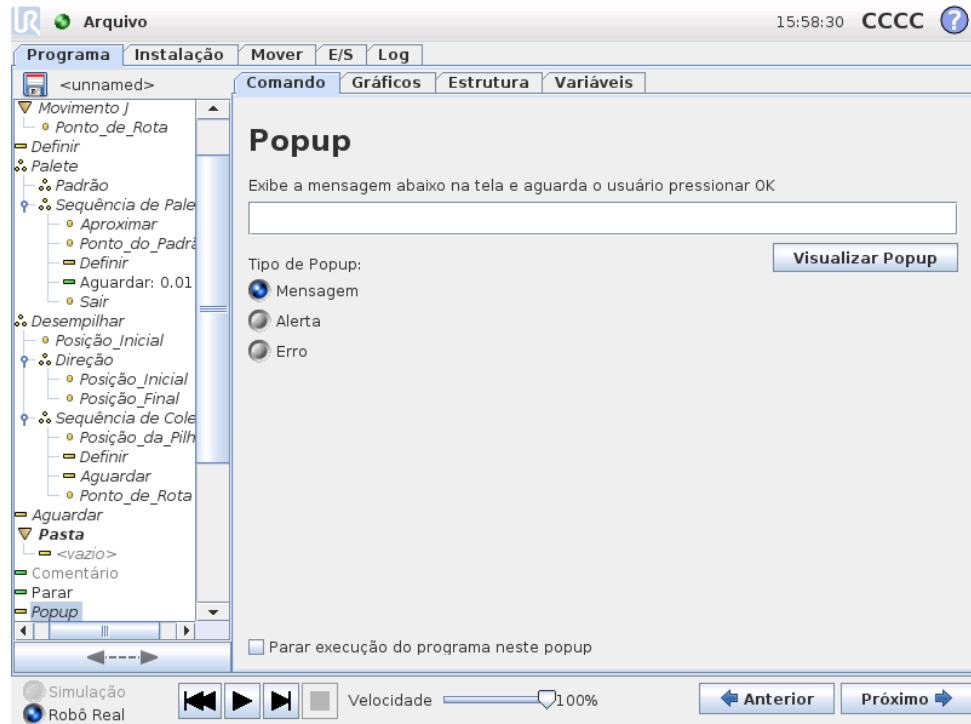 UR Arquivo 15:58:30 CCCC ?
Programa Instalação Mover E/S Log
<unnamed>
Comando Gráficos Estrutura Variáveis
Movimento J
Ponto_de_Rota
Definir
Palete
Padrão
Sequência de Pale
Aproximar
Ponto_do_Padrã
Definir
Aguardar: 0.01
Sair
Desempilhar
Posição_Inicial
Direção
Posição_Inicial
Posição_Final
Sequência de Cole
Posição_da_Pilh
Definir
Aguardar
Ponto_de_Rota
Aguardar
Pasta
<vazio>
Comentário
Parar
Popup
Popup
Exibe a mensagem abaixo na tela e aguarda o usuário pressionar OK
Visualizar Popup
Tipo de Popup:
Mensagem
Alerta
Erro
Parar execução do programa neste popup
Simulação
Robô Real
Velocidade 100%
Anterior Próximo